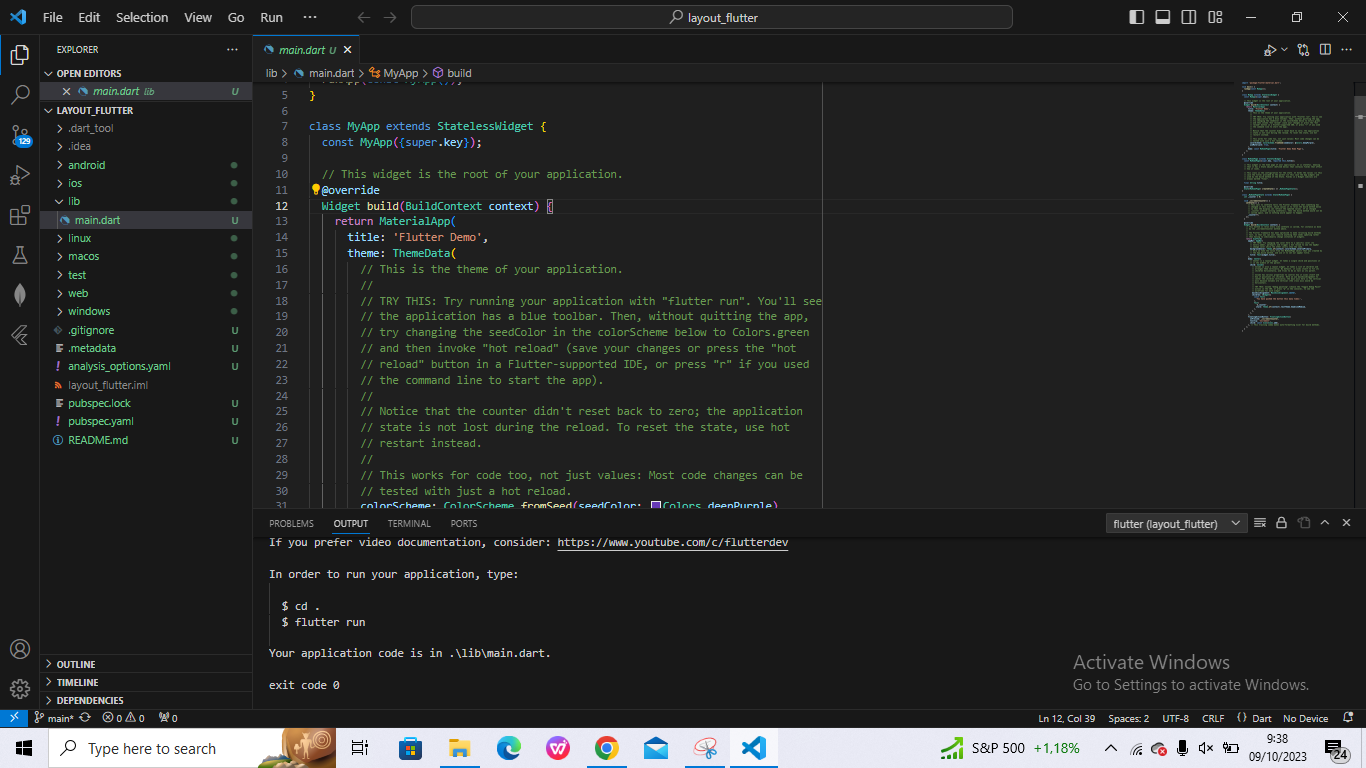 File Edit Selection View Go Run ···
layout_flutter
EXPLORER
OPEN EDITORS
main.dart lib U
LAYOUT_FLUTTER
.dart_tool
.idea
android
ios
lib
main.dart U
linux
macos
test
web
windows
.gitignore U
.metadata U
analysis_options.yaml U
layout_flutter.iml
pubspec.lock U
pubspec.yaml U
README.md U
OUTLINE
TIMELINE
DEPENDENCIES
129
main.dart U
lib > main.dart > MyApp > build
5 }
6
7 class MyApp extends StatelessWidget {
8 const MyApp({super.key});
9
10 // This widget is the root of your application.
11 @override
12 Widget build(BuildContext context) {
13 return MaterialApp(
14 title: 'Flutter Demo',
15 theme: ThemeData(
16 // This is the theme of your application.
17 //
18 // TRY THIS: Try running your application with "flutter run". You'll see
19 // the application has a blue toolbar. Then, without quitting the app,
20 // try changing the seedColor in the colorScheme below to Colors.green
21 // and then invoke "hot reload" (save your changes or press the "hot
22 // reload" button in a Flutter-supported IDE, or press "r" if you used
23 // the command line to start the app).
24 //
25 // Notice that the counter didn't reset back to zero; the application
26 // state is not lost during the reload. To reset the state, use hot
27 // restart instead.
28 //
29 // This works for code too, not just values: Most code changes can be
30 // tested with just a hot reload.
31 colorScheme: ColorScheme.fromSeed(seedColor: Colors.deepPurple)
PROBLEMS OUTPUT TERMINAL PORTS
flutter (layout_flutter)
If you prefer video documentation, consider: https://www.youtube.com/c/flutterdev
In order to run your application, type:
$ cd .
$ flutter run
Your application code is in .\lib\main.dart.
exit code 0
Activate Windows
Go to Settings to activate Windows.
main* 0 0 0
Ln 12, Col 39 Spaces: 2 UTF-8 CRLF {} Dart No Device
Type here to search
S&P 500 +1,18%
9:38
09/10/2023
24